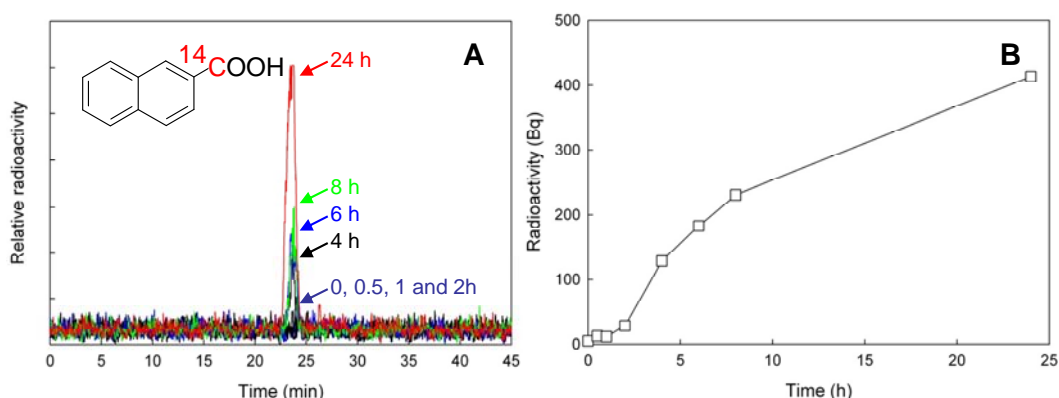 A
14
COOH
24 h
8 h
6 h
4 h
0, 0.5, 1 and 2h
Relative radioactivity
0 5 10 15 20 25 30 35 40 45
Time (min)
B
500
400
300
200
100
0
Radioactivity (Bq)
0 5 10 15 20 25
Time (h)